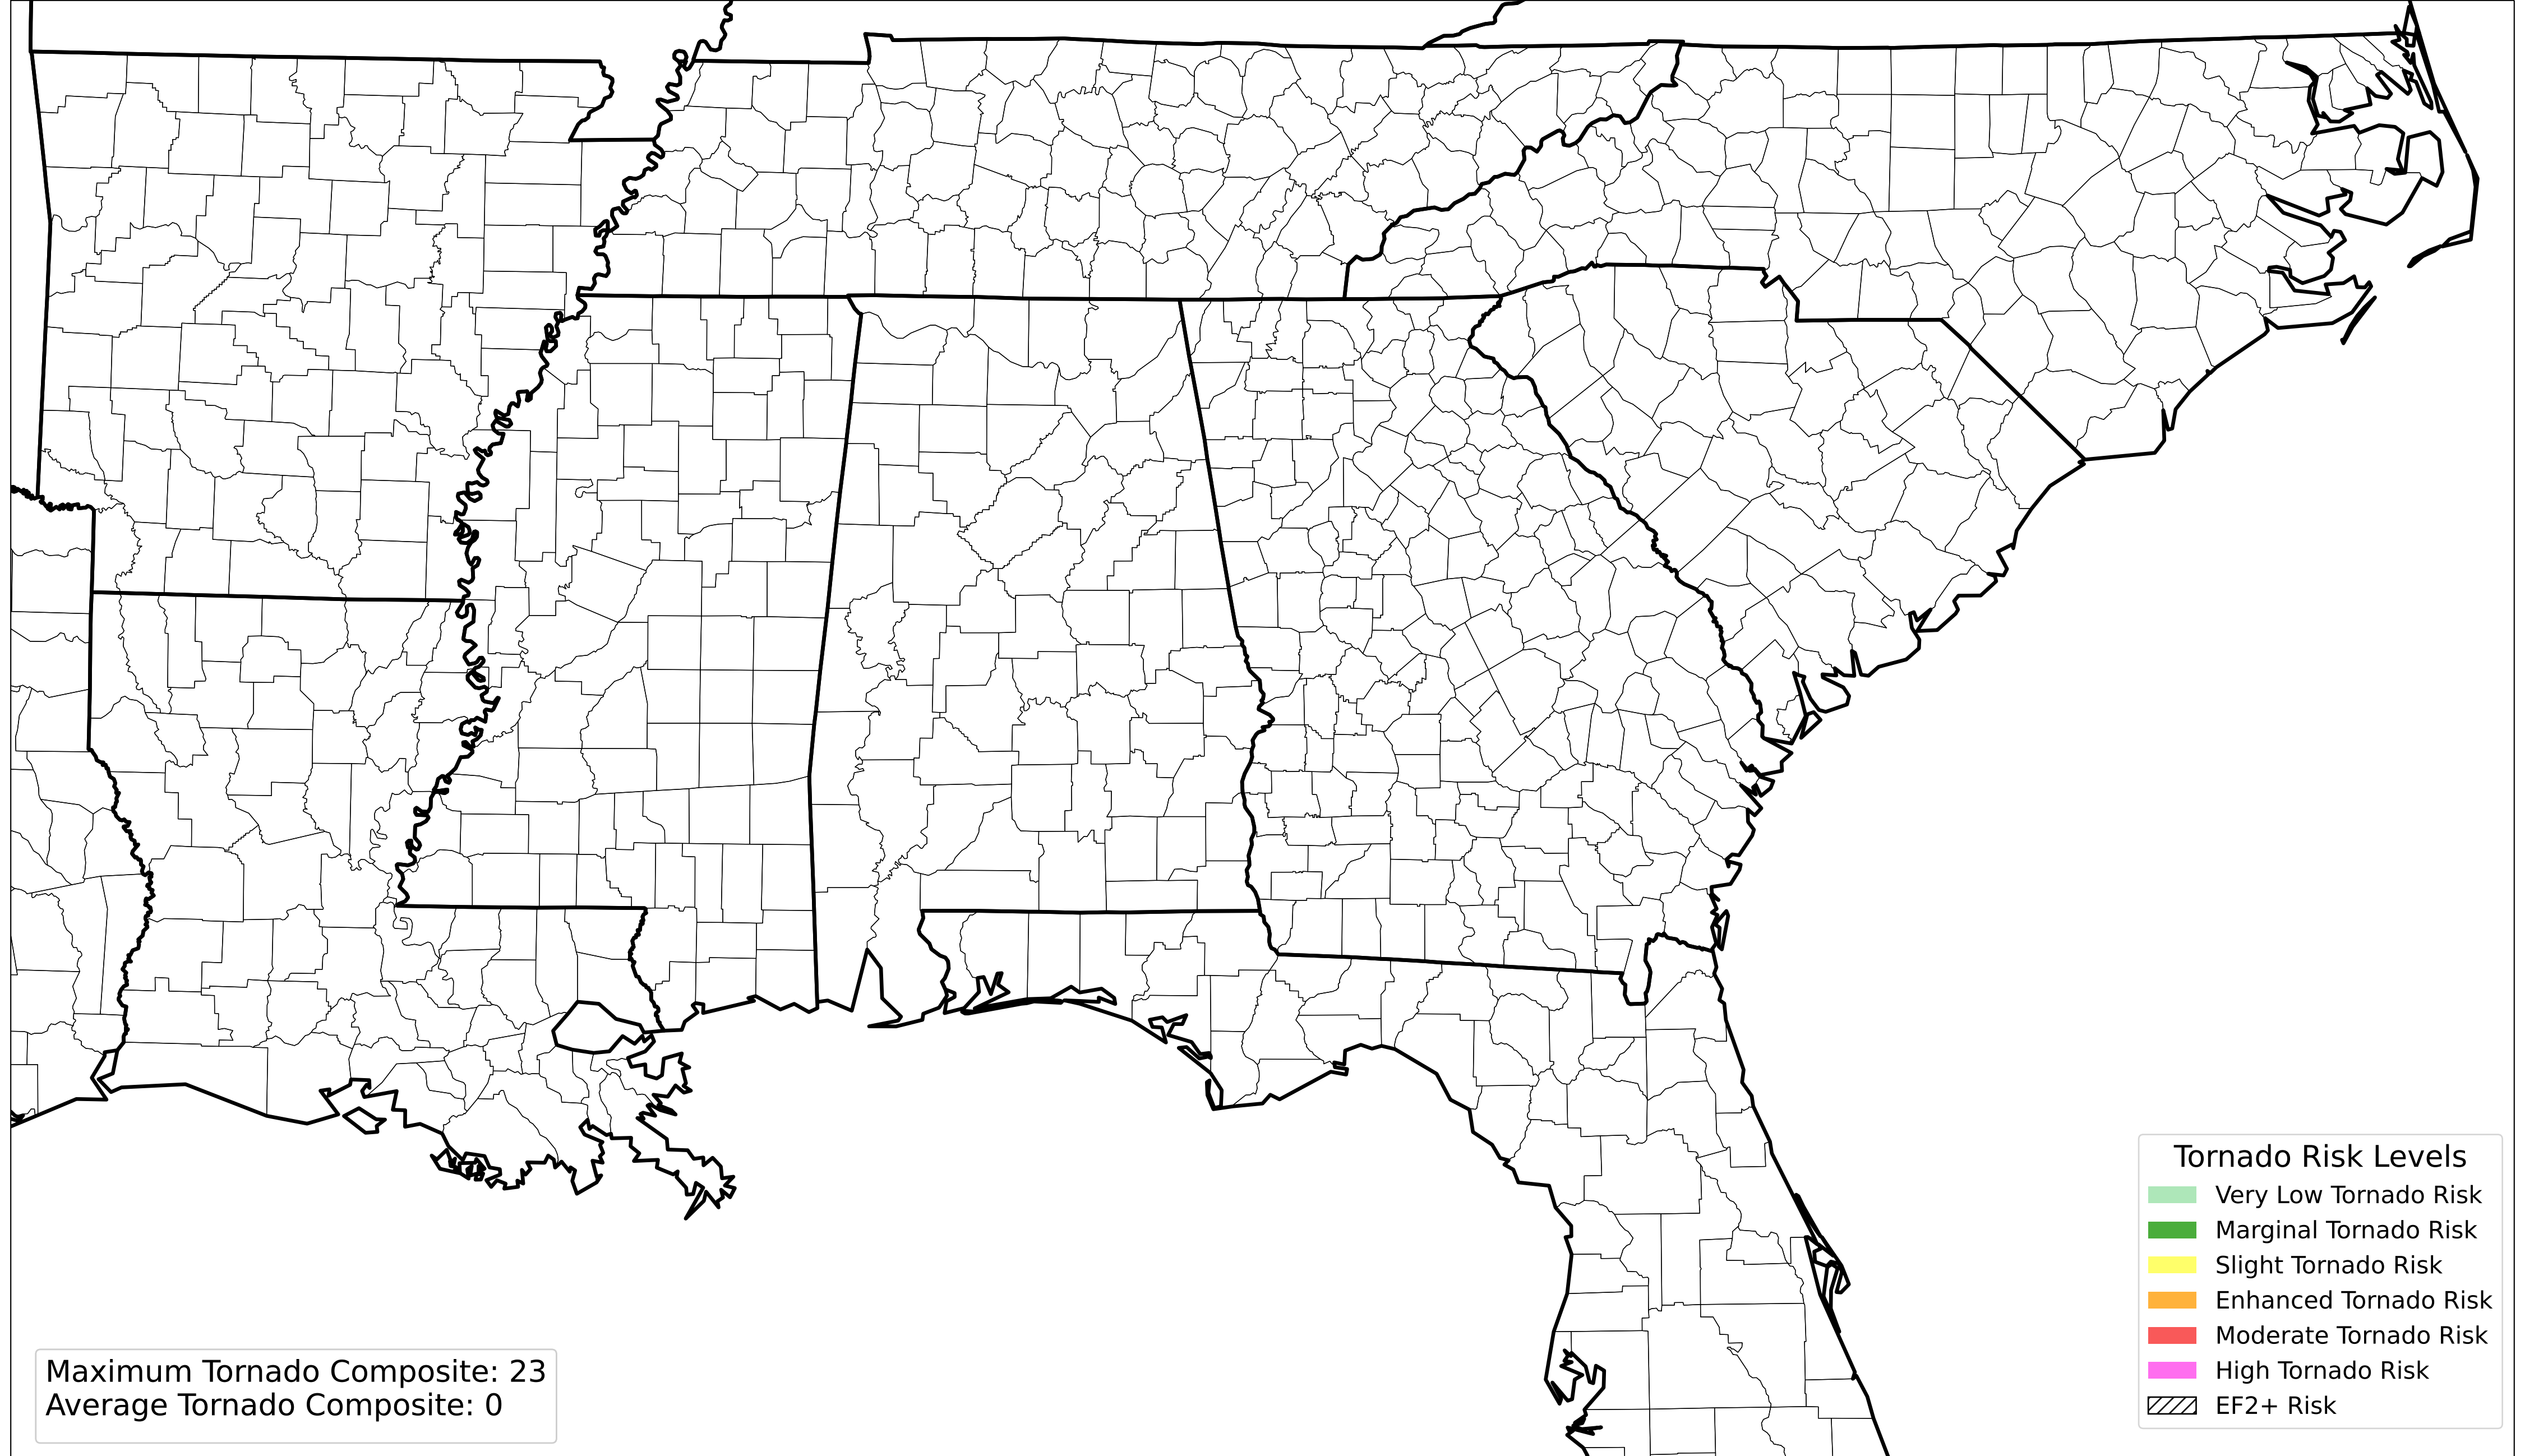 Tornado Risk Levels
Very Low Tornado Risk
Marginal Tornado Risk
Slight Tornado Risk
Enhanced Tornado Risk
Moderate Tornado Risk
High Tornado Risk
EF2+ Risk
Maximum Tornado Composite: 23
Average Tornado Composite: 0